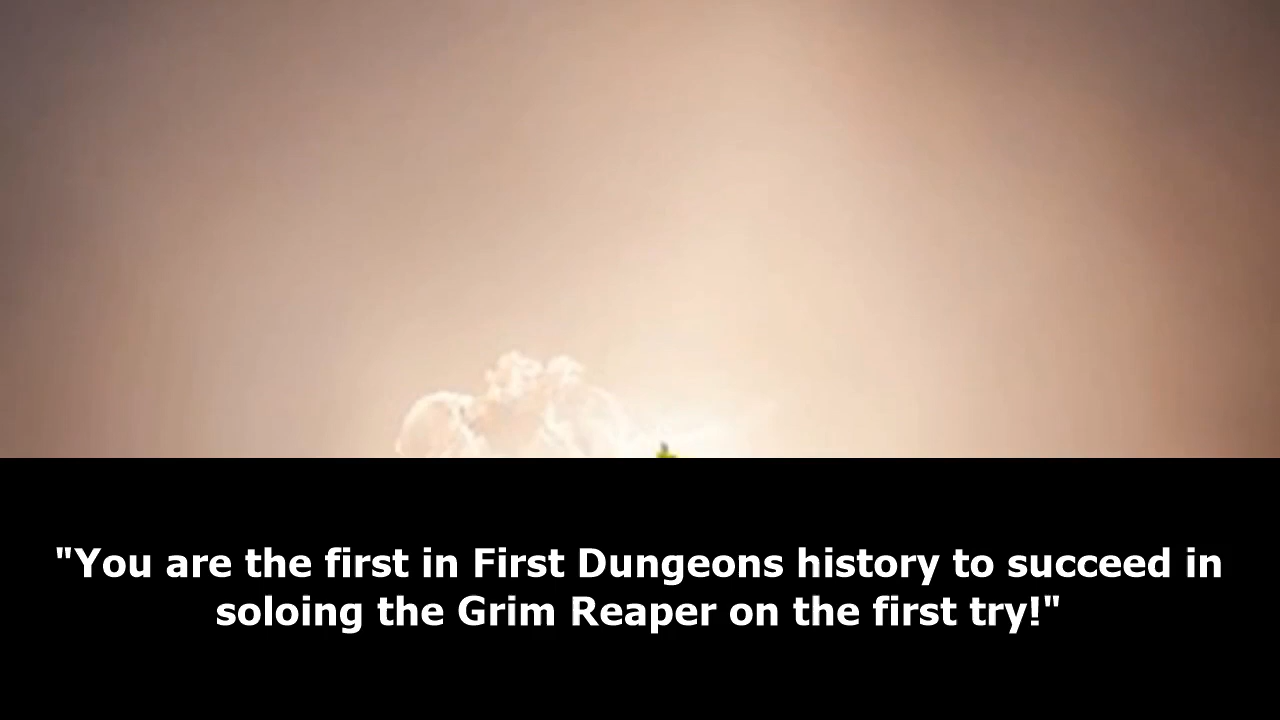 "You are the first in First Dungeons history to succeed in
soloing the Grim Reaper on the first try!"